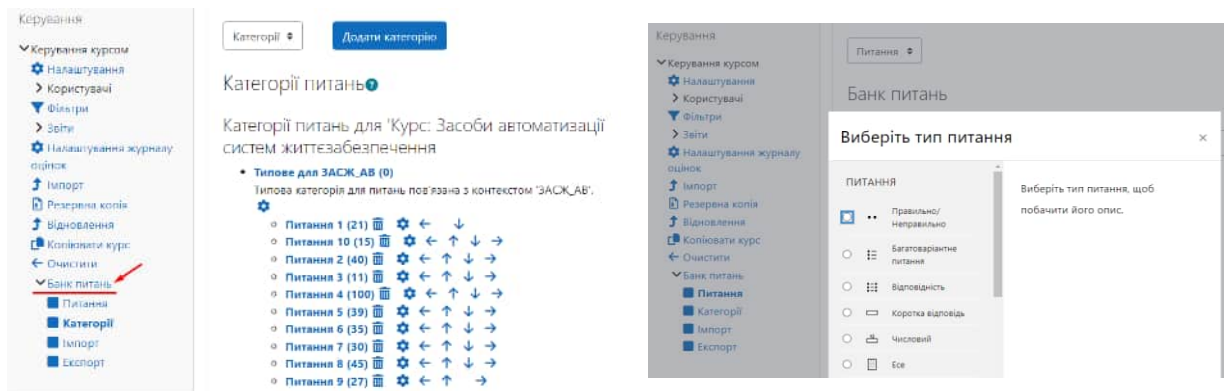 Керування
Керування курсом
Налаштування
Користувачі
Фільтри
Звіти
Налаштування журналу
оцінок
Імпорт
Резервна копія
Відновлення
Копіювати курс
Очистити
Банк питань
Питання
Категорії
Імпорт
Експорт
Категорії
Додати категорію
Категорії питань
Категорії питань для 'Курс: Засоби автоматизації
систем життєзабезпечення
Типове для ЗАСЖ_АВ (0)
Типова категорія для питань пов'язана з контекстом 'ЗАСЖ_АВ'.
Питання 1 (21)
Питання 10 (15)
Питання 2 (40)
Питання 3 (11)
Питання 4 (100)
Питання 5 (39)
Питання 6 (35)
Питання 7 (30)
Питання 8 (45)
Питання 9 (27)
Керування
Керування курсом
Налаштування
Користувачі
Фільтри
Звіти
Налаштування журналу
оцінок
Імпорт
Резервна копія
Відновлення
Копіювати курс
Очистити
Банк питань
Питання
Категорії
Імпорт
Експорт
Питання
Банк питань
Виберіть тип питання
×
ПИТАННЯ
Правильно/
Неправильно
Багатоваріантне
питання
Відповідність
Коротка відповідь
Числовий
Есе
Виберіть тип питання, щоб
побачити його опис.